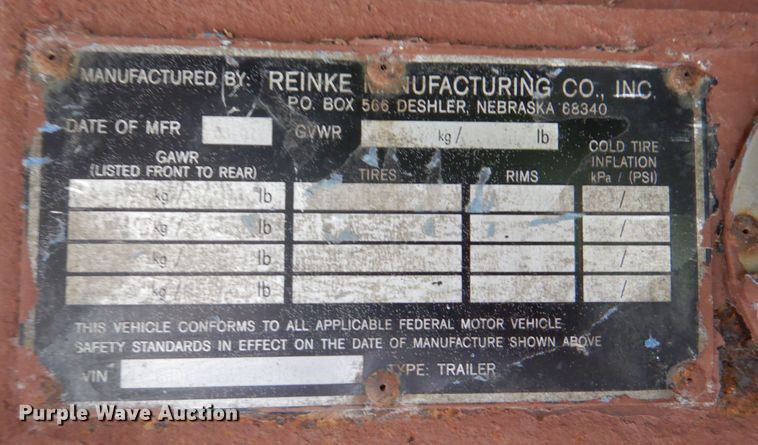 MANUFACTURED BY: REINKE MANUFACTURING CO., INC.
P.O. BOX 566 DESHLER, NEBRASKA 68340
DATE OF MFR GVWR kg/ lb
GAWR
(LISTED FRONT TO REAR)
TIRES
RIMS
COLD TIRE
INFLATION
kPa / (PSI)
kg / lb /
kg / lb /
kg / lb /
kg / lb /
THIS VEHICLE CONFORMS TO ALL APPLICABLE FEDERAL MOTOR VEHICLE
SAFETY STANDARDS IN EFFECT ON THE DATE OF MANUFACTURE SHOWN ABOVE
VIN TYPE: TRAILER
Purple Wave Auction